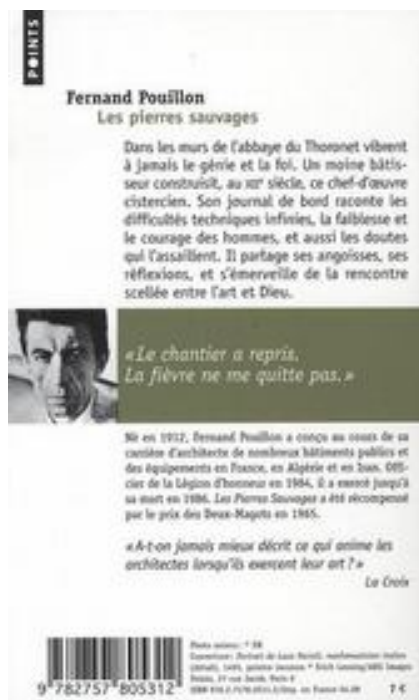 POINTS
Fernand Pouillon
Les pierres sauvages
Dans les murs de l'abbaye du Thoronet vibrent
à jamais le génie et la foi. Un moine bâtis-
seur construisit, au XIIe siècle, ce chef-d'œuvre
cistercien. Son journal de bord raconte les
difficultés techniques infinies, la faiblesse et
le courage des hommes, et aussi les doutes
qui l'assaillent. Il partage ses angoisses, ses
réflexions, et s'émerveille de la rencontre
scellée entre l'art et Dieu.
«Le chantier a repris.
La fièvre ne me quitte pas.»
Né en 1912, Fernand Pouillon a conçu au cours de sa
carrière d'architecte de nombreux bâtiments publics et
des équipements en France, en Algérie et en Iran. Offi-
cier de la Légion d'honneur en 1984, il a exercé jusqu'à
sa mort en 1986. Les Pierres Sauvages a été récompensé
par le prix des Deux-Magots en 1965.
«A-t-on jamais mieux décrit ce qui anime les
architectes lorsqu'ils exercent leur art?»
La Croix
9 782757 805312
7 €